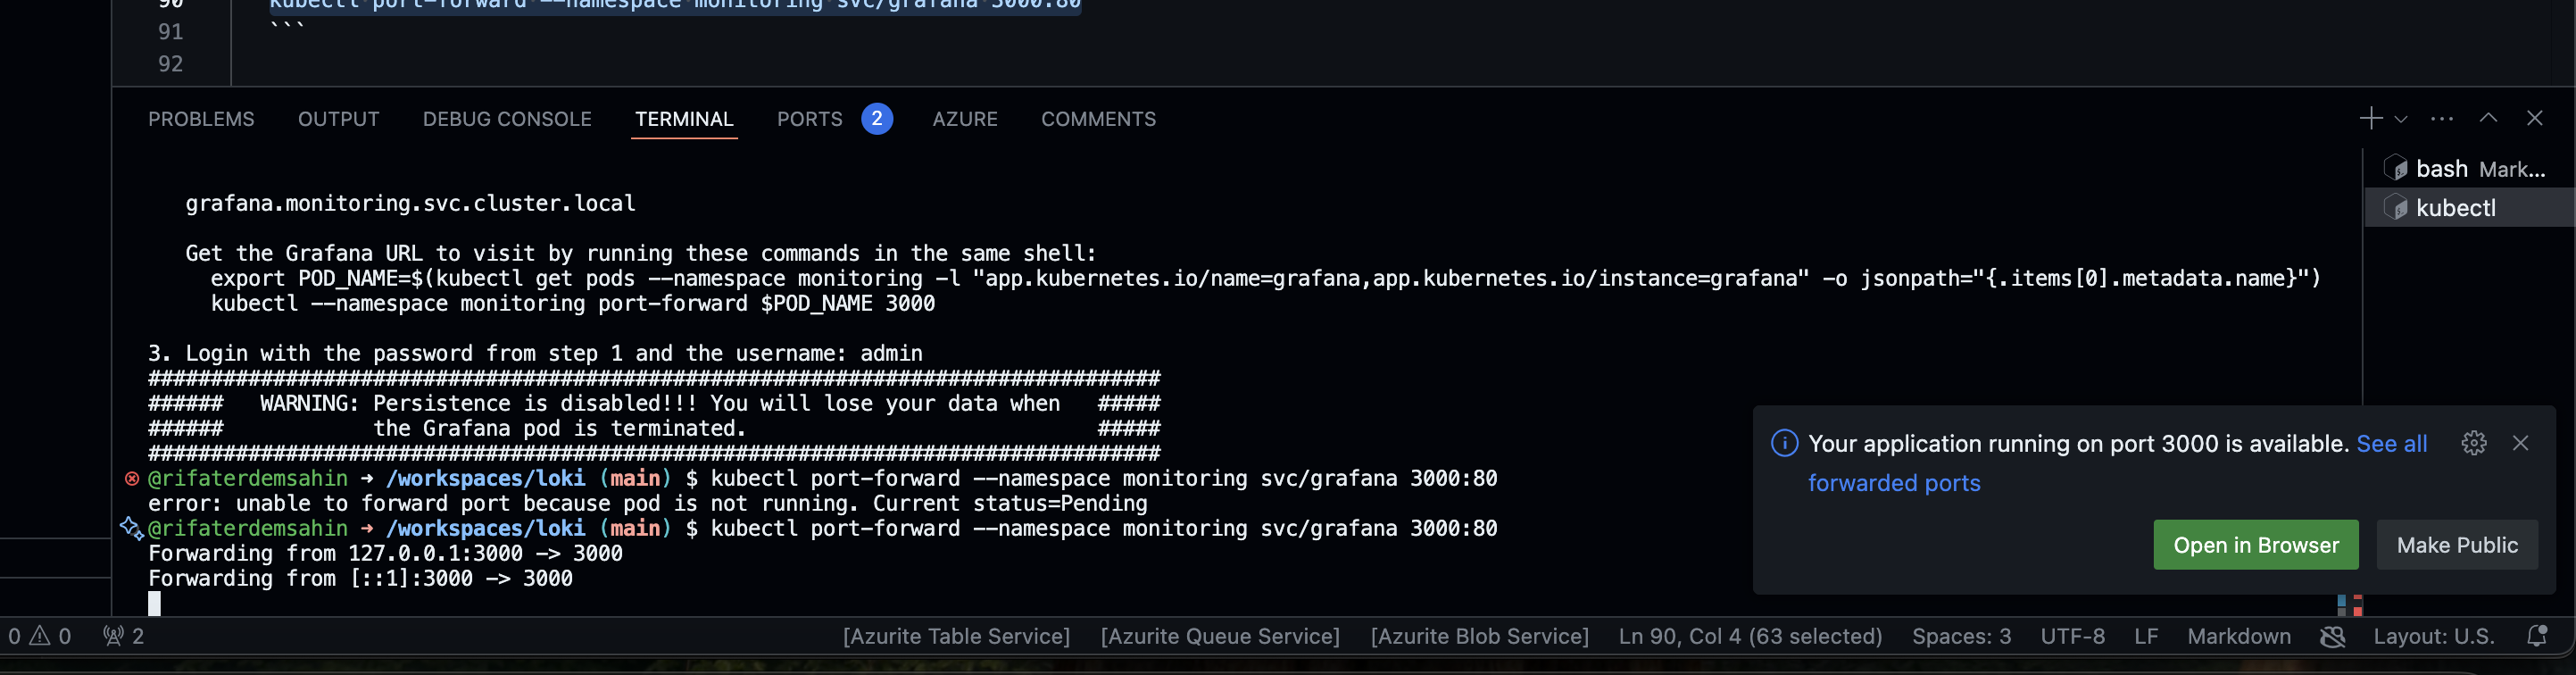 90 kubectl port-forward --namespace monitoring svc/grafana 3000:80
91 ```
92
PROBLEMS OUTPUT DEBUG CONSOLE TERMINAL PORTS 2 AZURE COMMENTS
bash Mark...
kubectl
grafana.monitoring.svc.cluster.local
Get the Grafana URL to visit by running these commands in the same shell:
export POD_NAME=$(kubectl get pods --namespace monitoring -l "app.kubernetes.io/name=grafana,app.kubernetes.io/instance=grafana" -o jsonpath="{.items[0].metadata.name}")
kubectl --namespace monitoring port-forward $POD_NAME 3000
3. Login with the password from step 1 and the username: admin
#################################################################################
###### WARNING: Persistence is disabled!!! You will lose your data when #####
###### the Grafana pod is terminated. #####
#################################################################################
@rifaterdemsahin ➜ /workspaces/loki (main) $ kubectl port-forward --namespace monitoring svc/grafana 3000:80
error: unable to forward port because pod is not running. Current status=Pending
@rifaterdemsahin ➜ /workspaces/loki (main) $ kubectl port-forward --namespace monitoring svc/grafana 3000:80
Forwarding from 127.0.0.1:3000 -> 3000
Forwarding from [::1]:3000 -> 3000
Your application running on port 3000 is available. See all
forwarded ports
Open in Browser Make Public
0 0 2 [Azurite Table Service] [Azurite Queue Service] [Azurite Blob Service] Ln 90, Col 4 (63 selected) Spaces: 3 UTF-8 LF Markdown Layout: U.S.